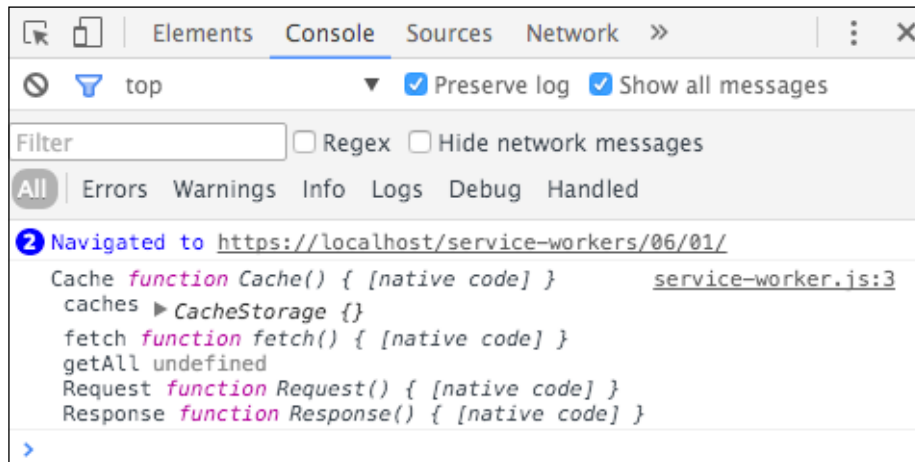 Elements Console Sources Network »
top ▼ Preserve log Show all messages
Filter Regex Hide network messages
All Errors Warnings Info Logs Debug Handled
2 Navigated to https://localhost/service-workers/06/01/
Cache function Cache() { [native code] } service-worker.js:3
caches ▶ CacheStorage {}
fetch function fetch() { [native code] }
getAll undefined
Request function Request() { [native code] }
Response function Response() { [native code] }
>